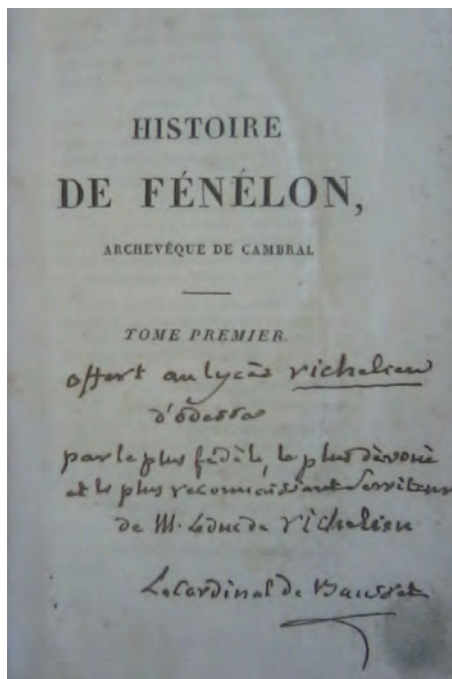 HISTOIRE
DE FÉNÉLON,
ARCHEVÊQUE DE CAMBRAI.
TOME PREMIER.
offert au lycée richelieu
d'odessa
par le plus fidèle, le plus dévoué
et le plus reconnaissant serviteur
de M. Le duc de richelieu
Le Cardinal de Bausset